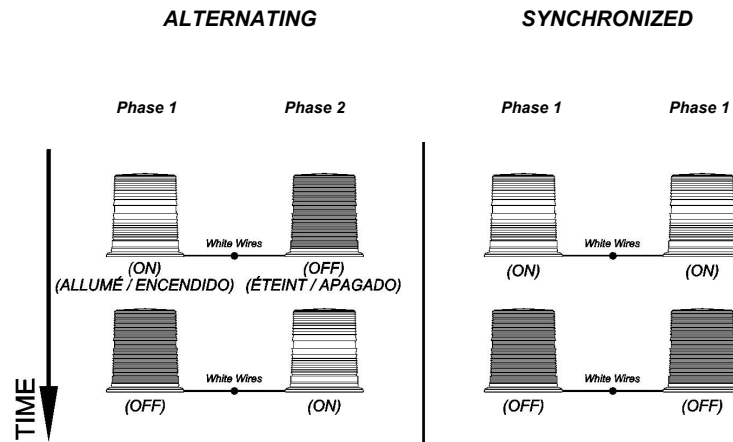 ALTERNATING
SYNCHRONIZED
Phase 1
Phase 2
Phase 1
Phase 1
White Wires
White Wires
(ON)
(OFF)
(ON)
(ON)
(ALLUMÉ / ENCENDIDO)
(ÉTEINT / APAGADO)
White Wires
White Wires
(OFF)
(ON)
(OFF)
(OFF)
TIME